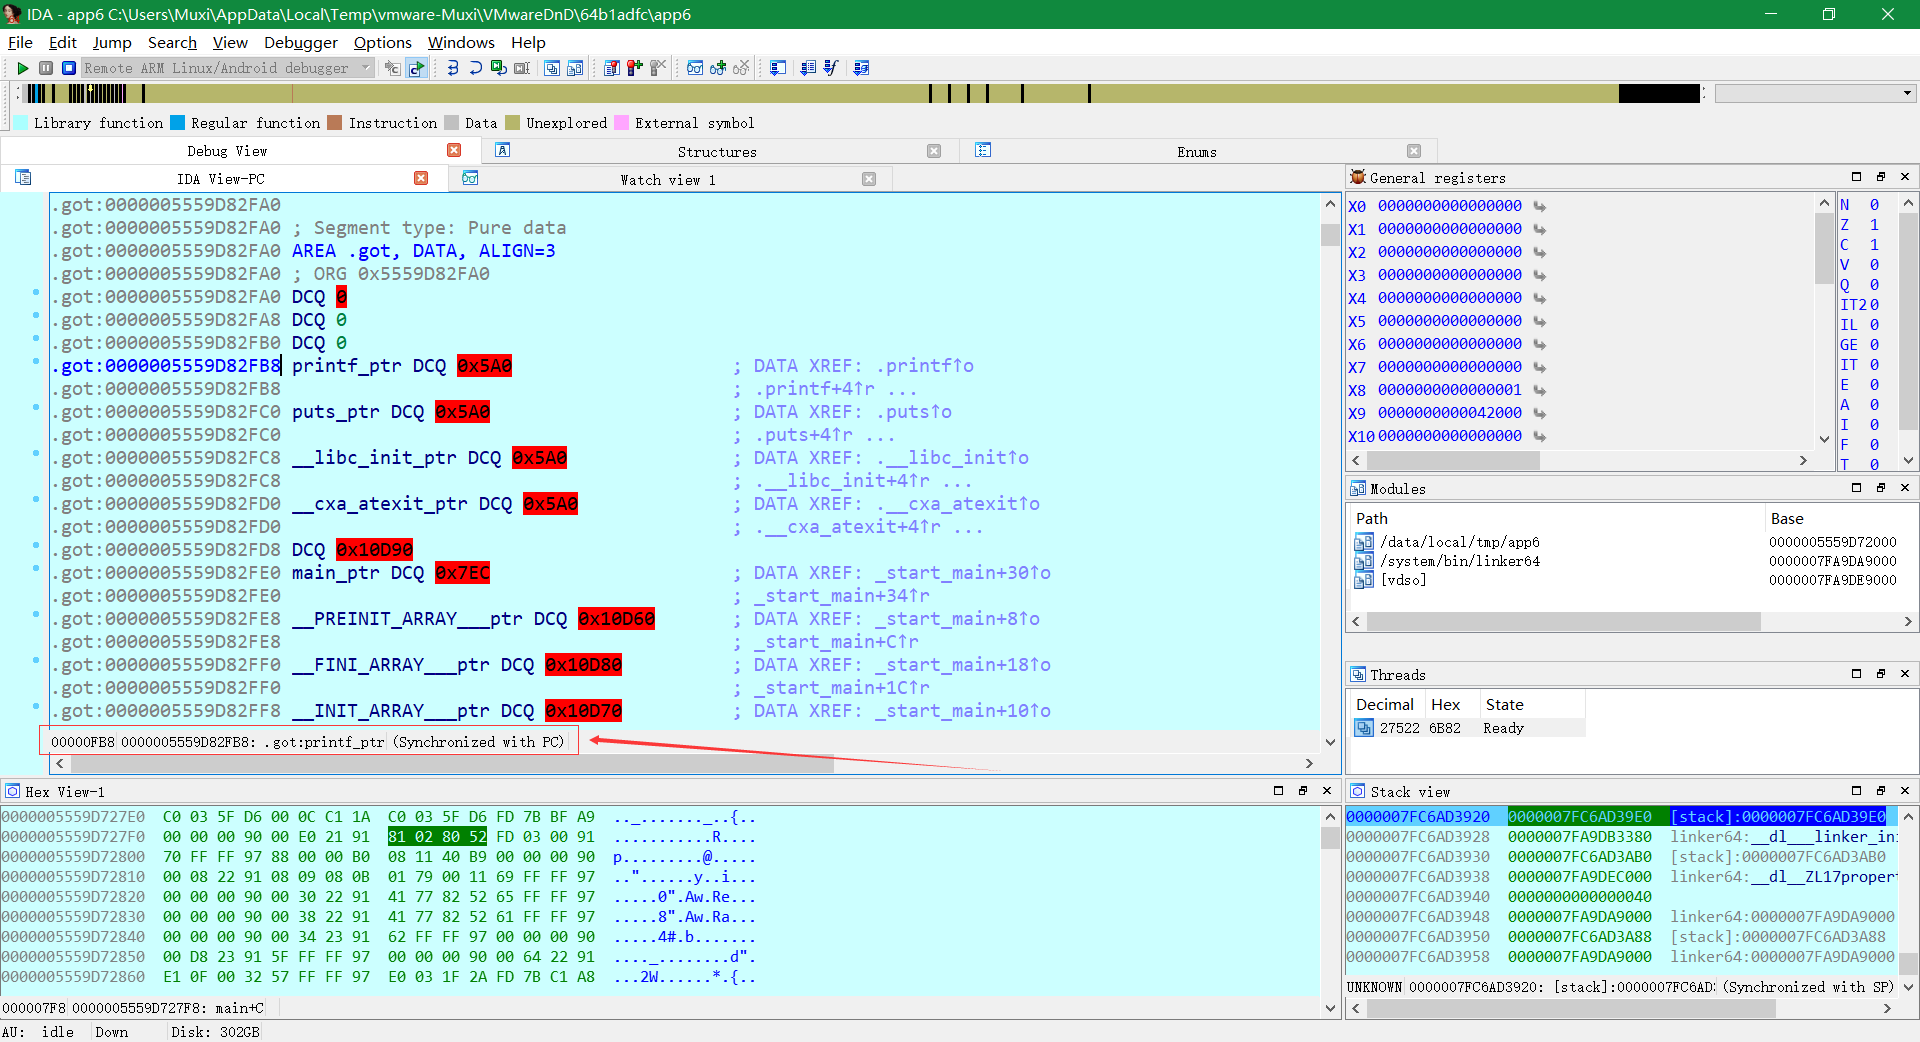 IDA - app6 C:\Users\Muxi\AppData\Local\Temp\vmware-Muxi\VMwareDnD\64b1adfc\app6
File Edit Jump Search View Debugger Options Windows Help
Remote ARM Linux/Android debugger
Library function Regular function Instruction Data Unexplored External symbol
Debug View Structures Enums
IDA View-PC Watch view 1
.got:0000005559D82FA0
.got:0000005559D82FA0 ; Segment type: Pure data
.got:0000005559D82FA0 AREA .got, DATA, ALIGN=3
.got:0000005559D82FA0 ; ORG 0x5559D82FA0
.got:0000005559D82FA0 DCQ 0
.got:0000005559D82FA8 DCQ 0
.got:0000005559D82FB0 DCQ 0
.got:0000005559D82FB8 printf_ptr DCQ 0x5A0 ; DATA XREF: .printf↑o
.got:0000005559D82FB8 ; .printf+4↑r ...
.got:0000005559D82FC0 puts_ptr DCQ 0x5A0 ; DATA XREF: .puts↑o
.got:0000005559D82FC0 ; .puts+4↑r ...
.got:0000005559D82FC8 __libc_init_ptr DCQ 0x5A0 ; DATA XREF: .__libc_init↑o
.got:0000005559D82FC8 ; .__libc_init+4↑r ...
.got:0000005559D82FD0 __cxa_atexit_ptr DCQ 0x5A0 ; DATA XREF: .__cxa_atexit↑o
.got:0000005559D82FD0 ; .__cxa_atexit+4↑r ...
.got:0000005559D82FD8 DCQ 0x10D90
.got:0000005559D82FE0 main_ptr DCQ 0x7EC ; DATA XREF: _start_main+30↑o
.got:0000005559D82FE0 ; _start_main+34↑r
.got:0000005559D82FE8 __PREINIT_ARRAY___ptr DCQ 0x10D60 ; DATA XREF: _start_main+8↑o
.got:0000005559D82FE8 ; _start_main+C↑r
.got:0000005559D82FF0 __FINI_ARRAY___ptr DCQ 0x10D80 ; DATA XREF: _start_main+18↑o
.got:0000005559D82FF0 ; _start_main+1C↑r
.got:0000005559D82FF8 __INIT_ARRAY___ptr DCQ 0x10D70 ; DATA XREF: _start_main+10↑o
00000FB8 0000005559D82FB8: .got:printf_ptr (Synchronized with PC)
General registers
X0 0000000000000000
X1 0000000000000000
X2 0000000000000000
X3 0000000000000000
X4 0000000000000000
X5 0000000000000000
X6 0000000000000000
X7 0000000000000000
X8 0000000000000001
X9 0000000000042000
X10 0000000000000000
N 0
Z 1
C 1
V 0
Q 0
IT2 0
IL 0
GE 0
IT 0
E 0
A 0
I 0
F 0
T 0
Modules
Path Base
/data/local/tmp/app6 0000005559D72000
/system/bin/linker64 0000007FA9DA9000
[vdso] 0000007FA9DE9000
Threads
Decimal Hex State
27522 6B82 Ready
Hex View-1
0000005559D727E0 C0 03 5F D6 00 0C C1 1A C0 03 5F D6 FD 7B BF A9 .._......._..{..
0000005559D727F0 00 00 00 90 00 E0 21 91 81 02 80 52 FD 03 00 91 ...........R....
0000005559D72800 70 FF FF 97 88 00 00 B0 08 11 40 B9 00 00 00 90 p.........@.....
0000005559D72810 00 08 22 91 08 09 08 0B 01 79 00 11 69 FF FF 97 .."......y..i...
0000005559D72820 00 00 00 90 00 30 22 91 41 77 82 52 65 FF FF 97 .....0".Aw.Re...
0000005559D72830 00 00 00 90 00 38 22 91 41 77 82 52 61 FF FF 97 .....8".Aw.Ra...
0000005559D72840 00 00 00 90 00 34 23 91 62 FF FF 97 00 00 00 90 .....4#.b.......
0000005559D72850 00 D8 23 91 5F FF FF 97 00 00 00 90 00 64 22 91 ...._........d".
0000005559D72860 E1 0F 00 32 57 FF FF 97 E0 03 1F 2A FD 7B C1 A8 ...2W......*.{..
000007F8 0000005559D727F8: main+C
Stack view
0000007FC6AD3920 0000007FC6AD39E0 [stack]:0000007FC6AD39E0
0000007FC6AD3928 0000007FA9DB3380 linker64:__dl___linker_ini
0000007FC6AD3930 0000007FC6AD3AB0 [stack]:0000007FC6AD3AB0
0000007FC6AD3938 0000007FA9DEC000 linker64:__dl__ZL17proper
0000007FC6AD3940 0000000000000040
0000007FC6AD3948 0000007FA9DA9000 linker64:0000007FA9DA9000
0000007FC6AD3950 0000007FC6AD3A88 [stack]:0000007FC6AD3A88
0000007FC6AD3958 0000007FA9DA9000 linker64:0000007FA9DA9000
UNKNOWN 0000007FC6AD3920: [stack]:0000007FC6AD (Synchronized with SP)
AU: idle Down Disk: 302GB